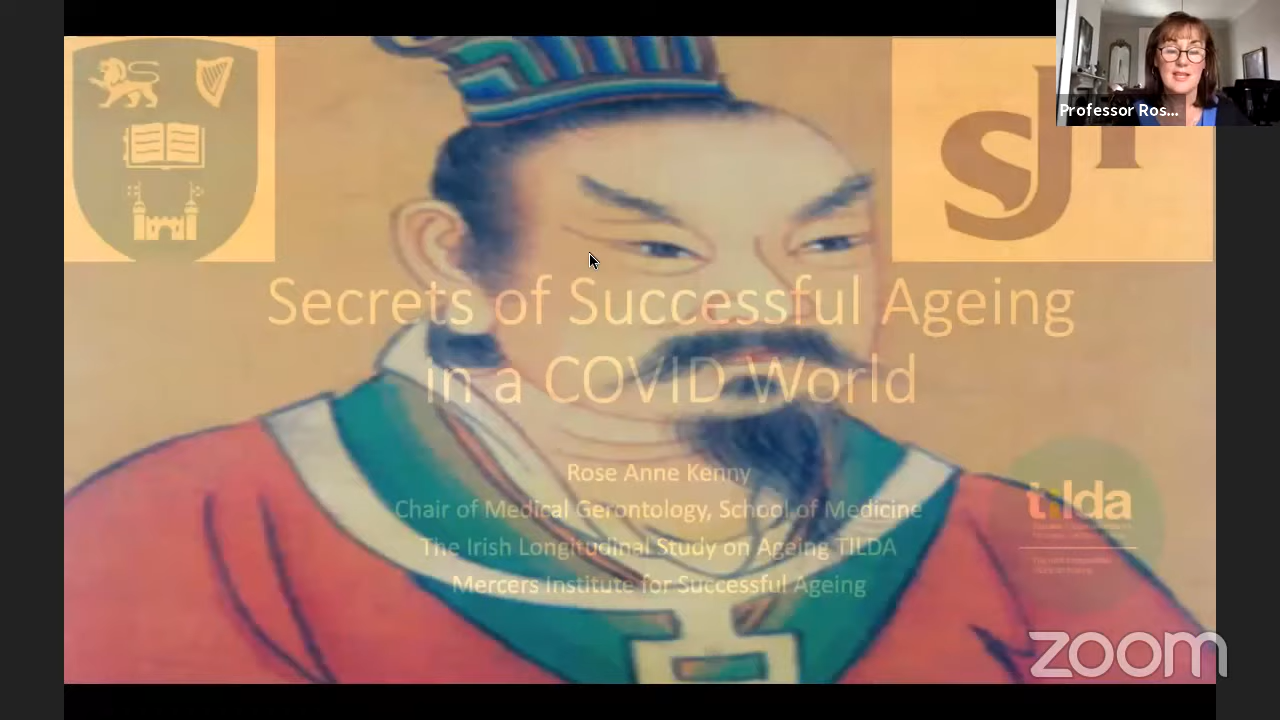 Professor Ros...
SJ
Secrets of Successful Ageing
in a COVID World
Rose Anne Kenny
Chair of Medical Gerontology, School of Medicine
The Irish Longitudinal Study on Ageing TILDA
Mercers Institute for Successful Ageing
tilda
zoom